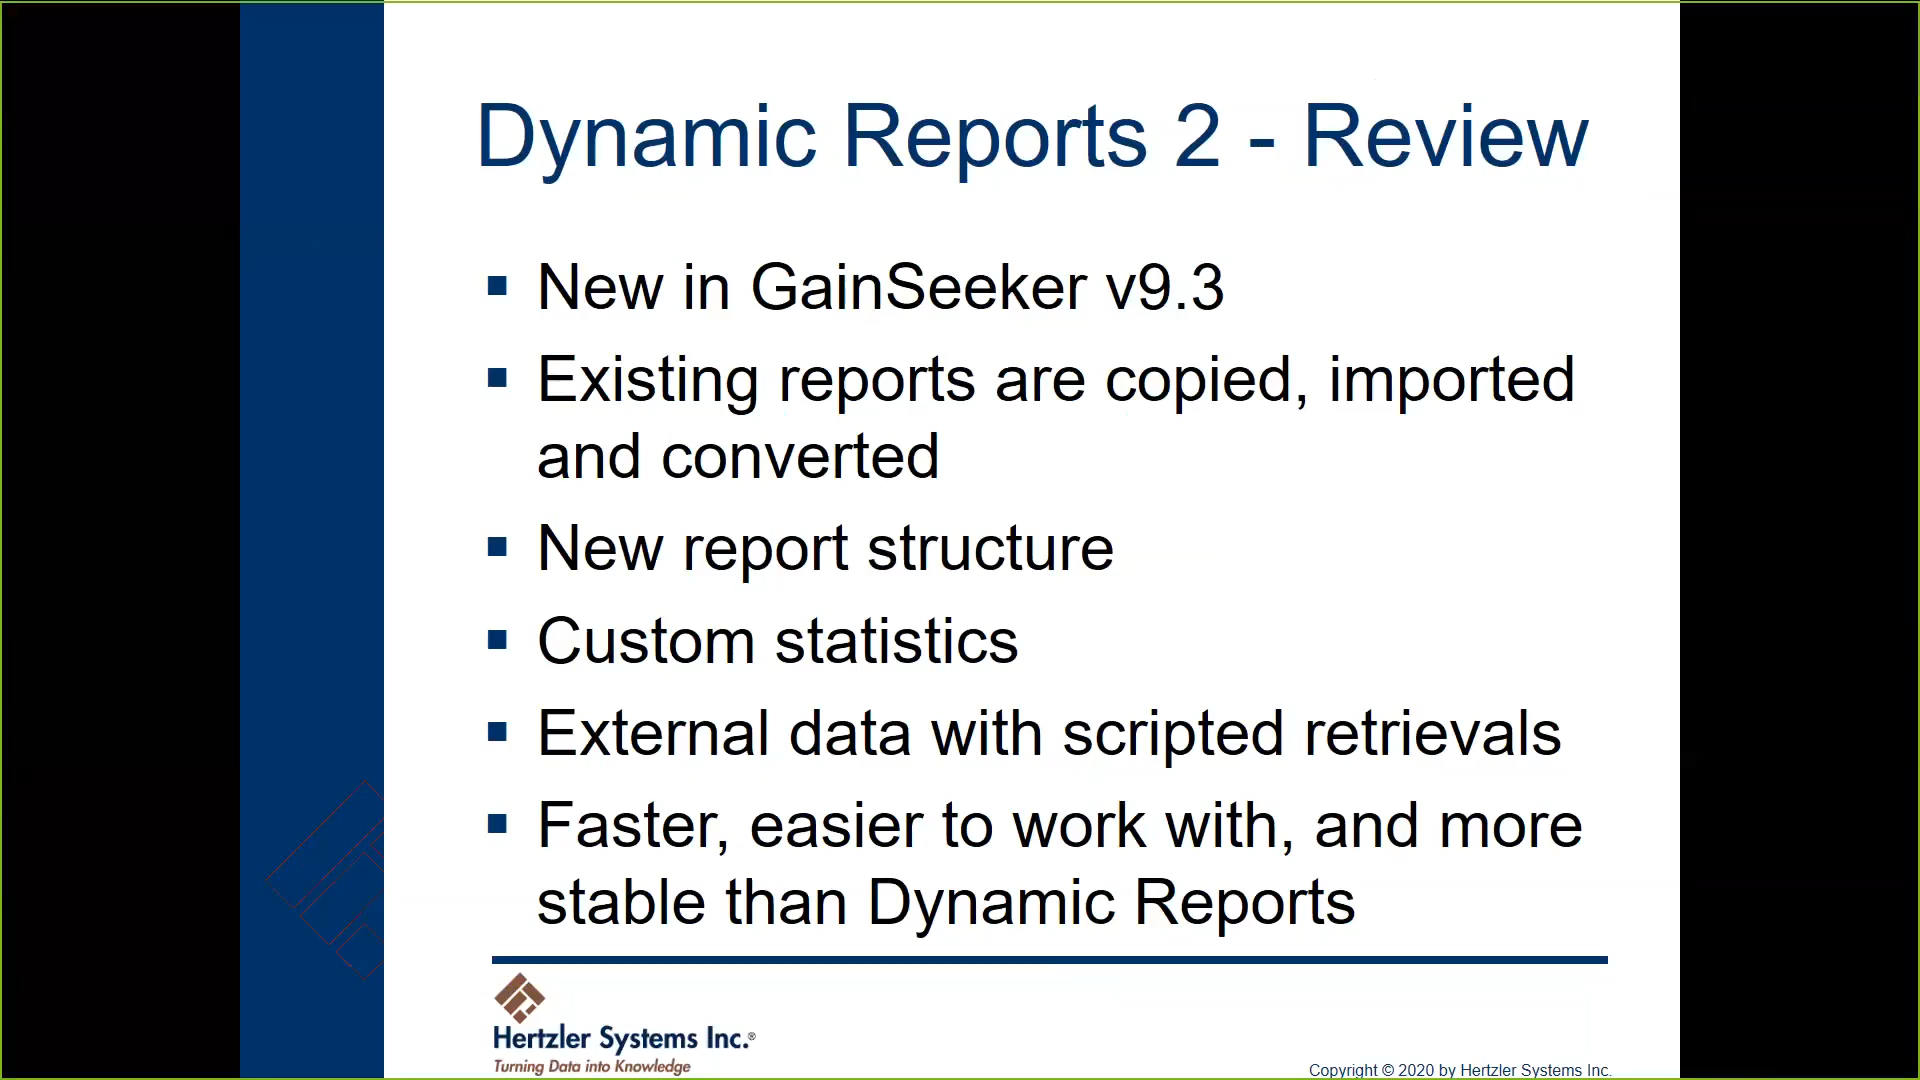 Dynamic Reports 2 - Review
▪ New in GainSeeker v9.3
▪ Existing reports are copied, imported
and converted
▪ New report structure
▪ Custom statistics
▪ External data with scripted retrievals
▪ Faster, easier to work with, and more
stable than Dynamic Reports
Hertzler Systems Inc.®
Turning Data into Knowledge
Copyright © 2020 by Hertzler Systems Inc.